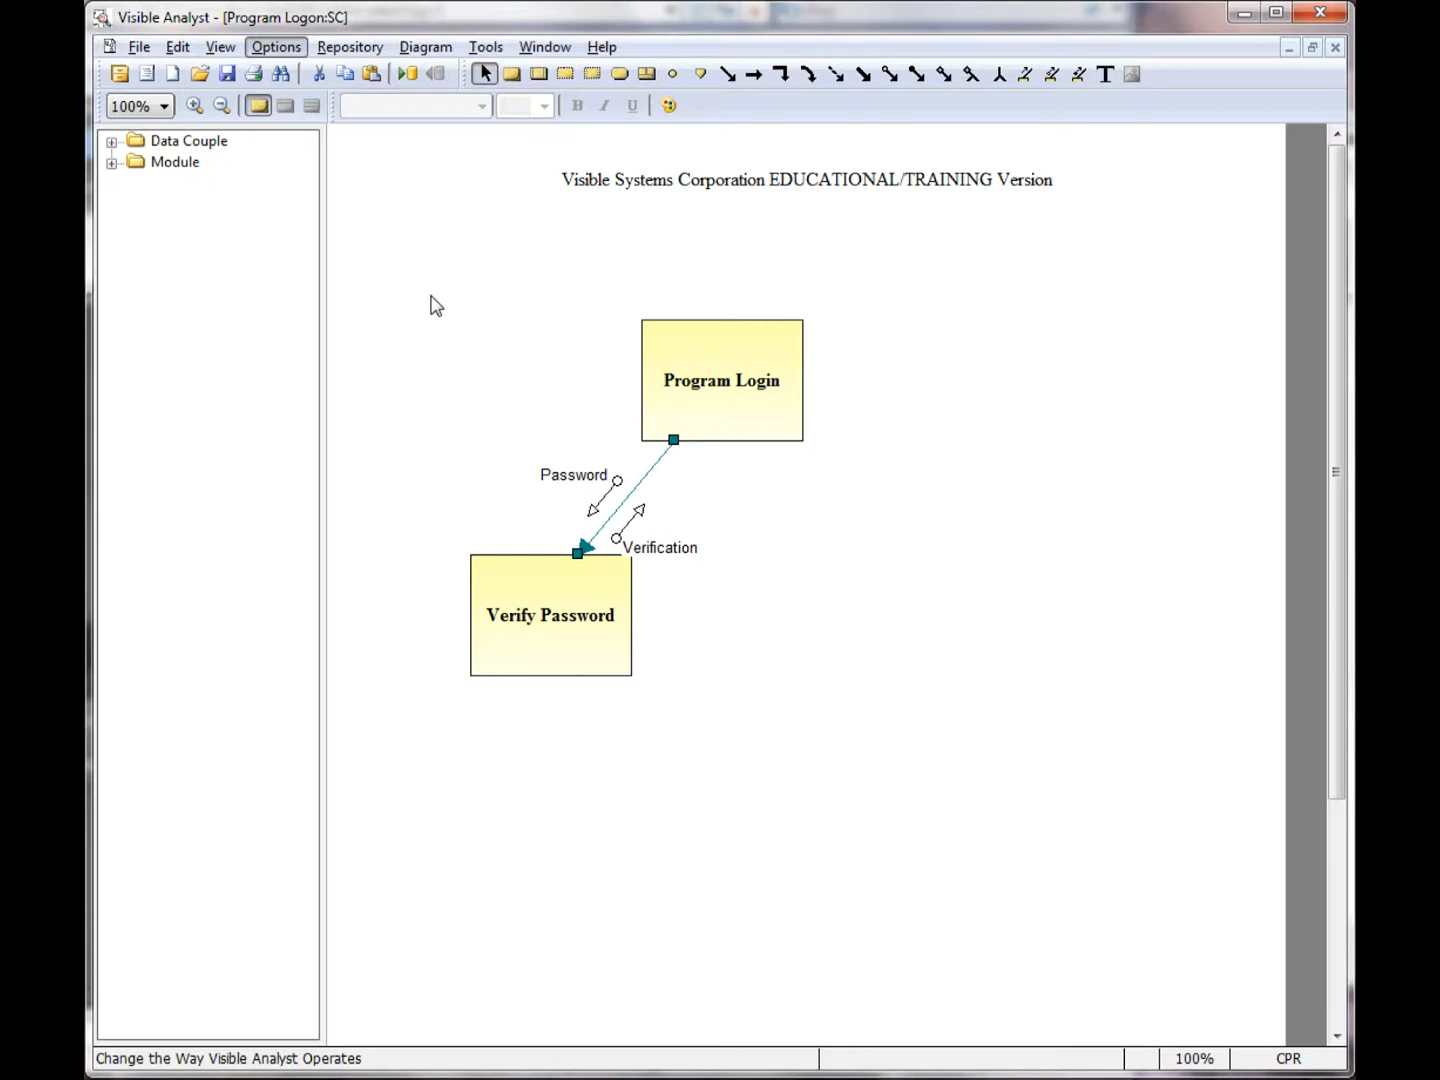 Visible Analyst - [Program Logon:SC]
File Edit View Options Repository Diagram Tools Window Help
100% B I U
Data Couple
Module
Visible Systems Corporation EDUCATIONAL/TRAINING Version
Program Login
Password
Verification
Verify Password
Change the Way Visible Analyst Operates 100% CPR